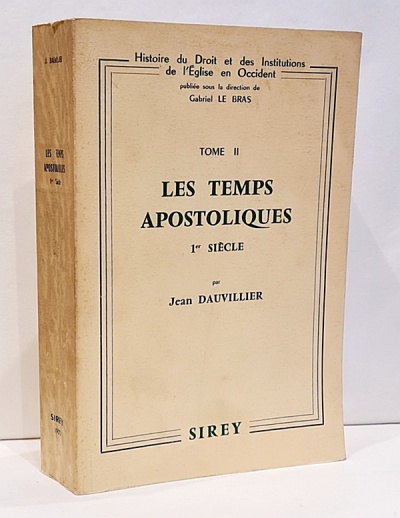 Histoire du Droit et des Institutions
de l'Église en Occident
publiée sous la direction de
Gabriel LE BRAS
TOME II
LES TEMPS
APOSTOLIQUES
1er SIÈCLE
par
Jean DAUVILLIER
SIREY
LES TEMPS
APOSTOLIQUES
1er Siècle
SIREY